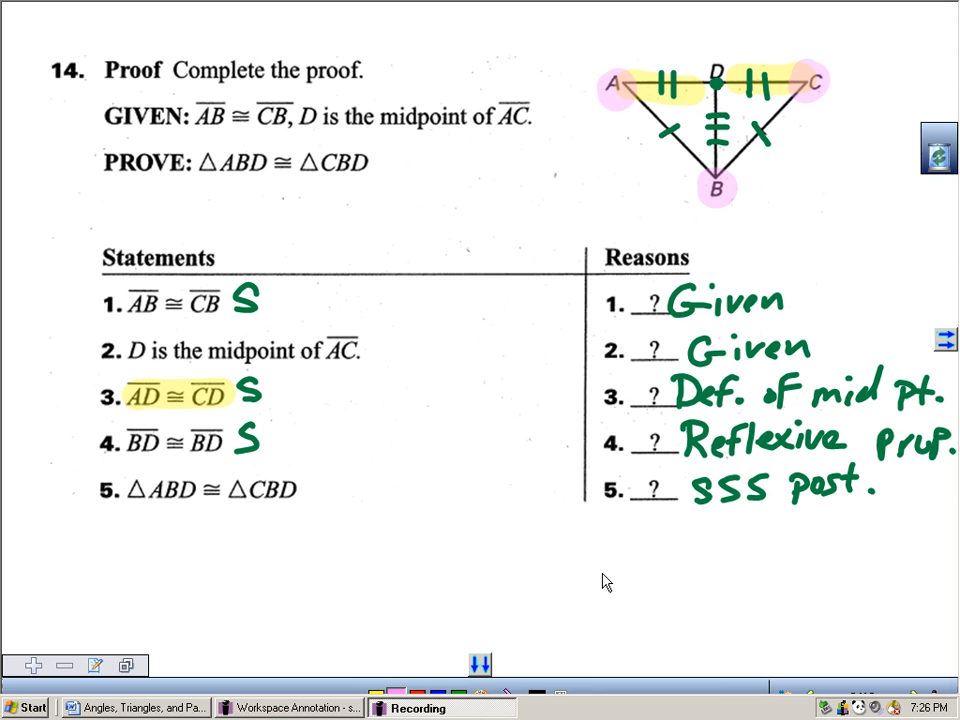 14. Proof Complete the proof.
GIVEN: AB ≅ CB, D is the midpoint of AC.
PROVE: △ABD ≅ △CBD
A D C
B
Statements Reasons
1. AB ≅ CB S 1. ? Given
2. D is the midpoint of AC. 2. ? Given
3. AD ≅ CD S 3. ? Def. of mid pt.
4. BD ≅ BD S 4. ? Reflexive prop.
5. △ABD ≅ △CBD 5. ? SSS post.
Start Angles, Triangles, and Pa... Workspace Annotation - s... Recording 7:26 PM